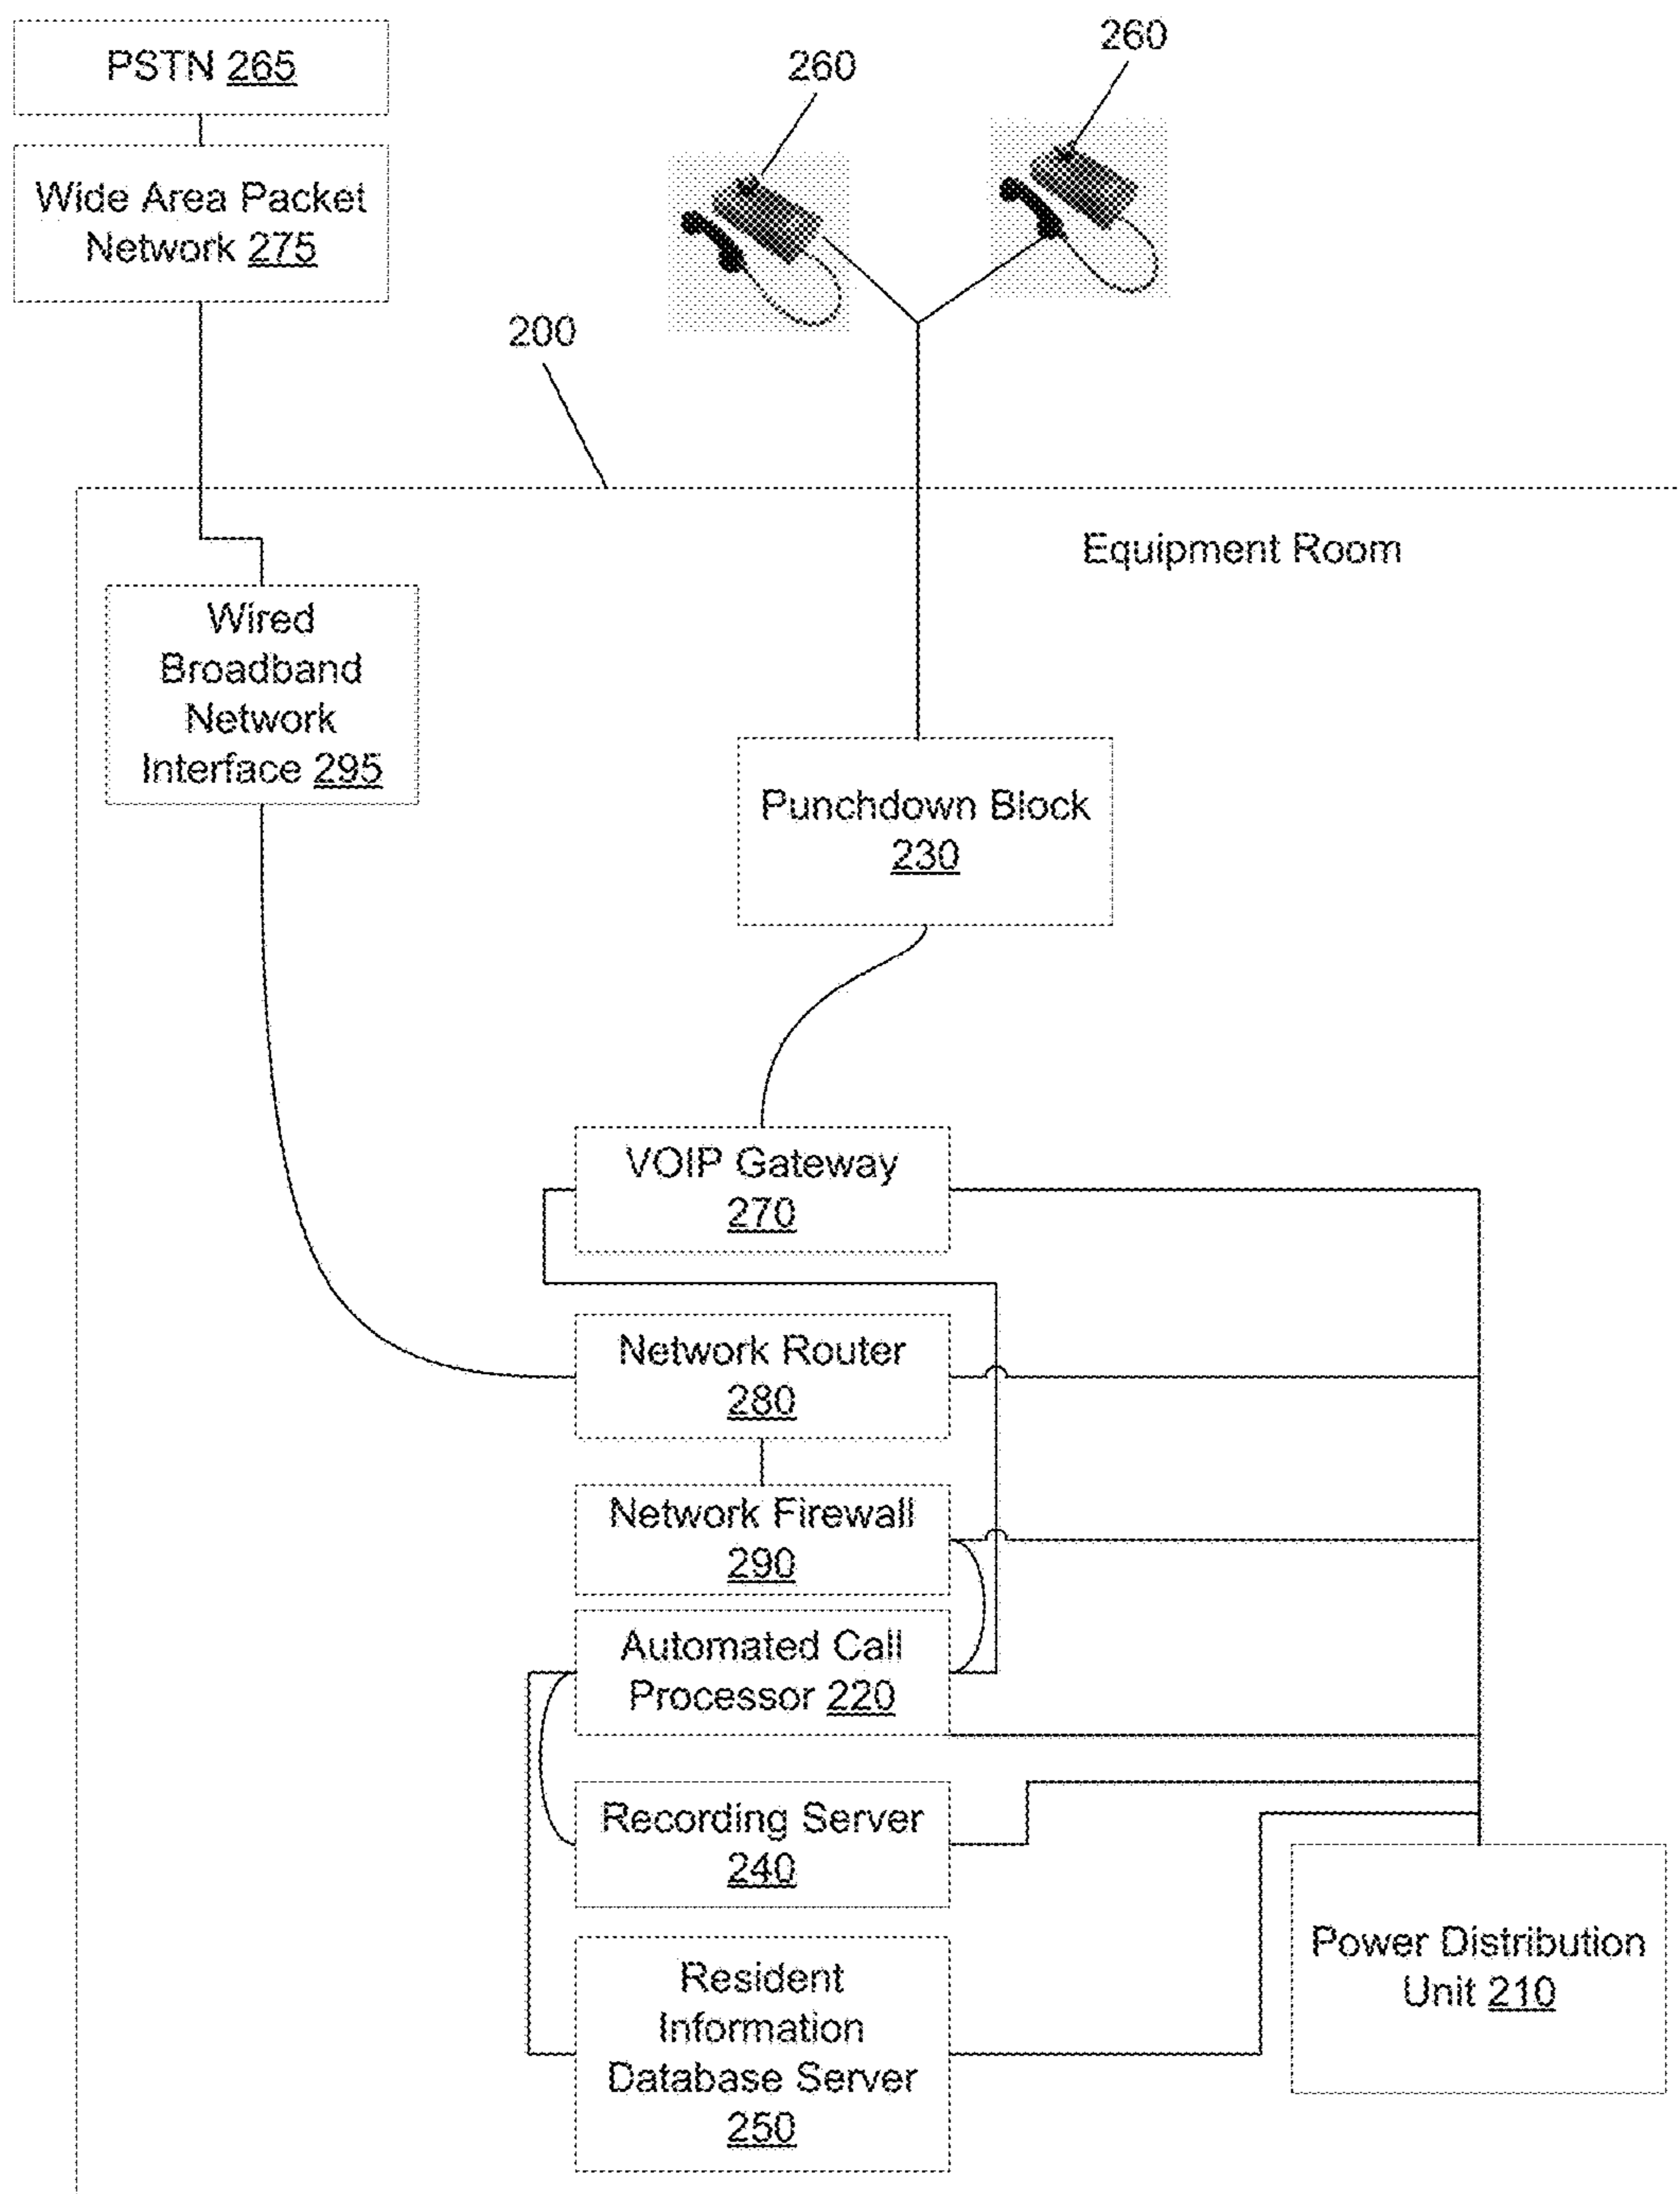 PSTN 265
260
260
Wide Area Packet
Network 275
200
Equipment Room
Wired
Broadband
Network
Interface 295
Punchdown Block
230
VOIP Gateway
270
Network Router
280
Network Firewall
290
Automated Call
Processor 220
Recording Server
240
Power Distribution
Unit 210
Resident
Information
Database Server
250